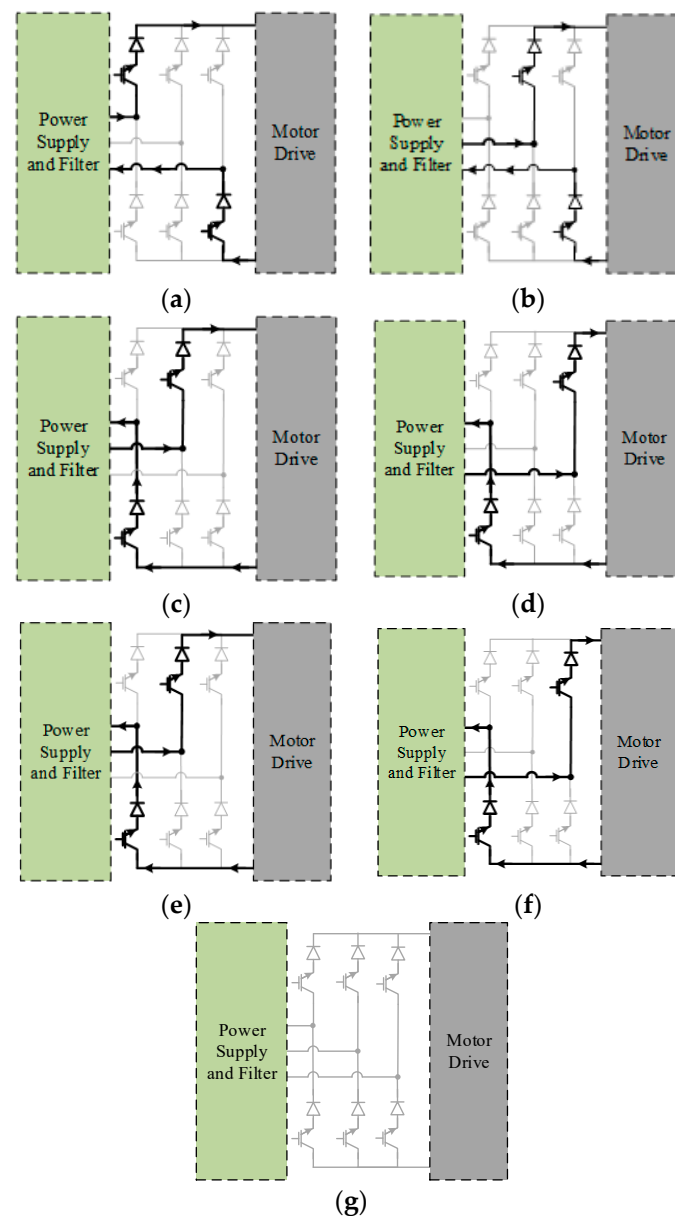 Power
Supply
and Filter
Motor
Drive
(a)
Power
Supply
and Filter
Motor
Drive
(b)
Power
Supply
and Filter
Motor
Drive
(c)
Power
Supply
and Filter
Motor
Drive
(d)
Power
Supply
and Filter
Motor
Drive
(e)
Power
Supply
and Filter
Motor
Drive
(f)
Power
Supply
and Filter
Motor
Drive
(g)